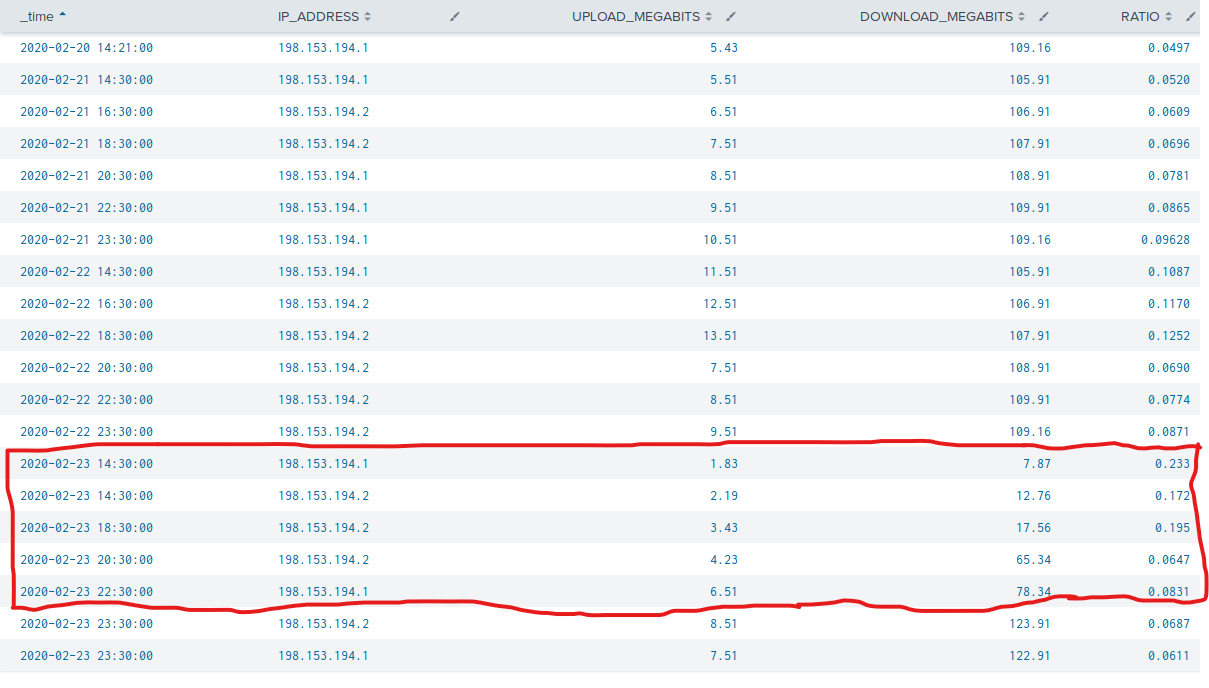 _time IP_ADDRESS UPLOAD_MEGABITS DOWNLOAD_MEGABITS RATIO
2020-02-20 14:21:00 198.153.194.1 5.43 109.16 0.0497
2020-02-21 14:30:00 198.153.194.1 5.51 105.91 0.0520
2020-02-21 16:30:00 198.153.194.2 6.51 106.91 0.0609
2020-02-21 18:30:00 198.153.194.2 7.51 107.91 0.0696
2020-02-21 20:30:00 198.153.194.1 8.51 108.91 0.0781
2020-02-21 22:30:00 198.153.194.1 9.51 109.91 0.0865
2020-02-21 23:30:00 198.153.194.1 10.51 109.16 0.09628
2020-02-22 14:30:00 198.153.194.1 11.51 105.91 0.1087
2020-02-22 16:30:00 198.153.194.2 12.51 106.91 0.1170
2020-02-22 18:30:00 198.153.194.2 13.51 107.91 0.1252
2020-02-22 20:30:00 198.153.194.2 7.51 108.91 0.0690
2020-02-22 22:30:00 198.153.194.2 8.51 109.91 0.0774
2020-02-22 23:30:00 198.153.194.2 9.51 109.16 0.0871
2020-02-23 14:30:00 198.153.194.1 1.83 7.87 0.233
2020-02-23 14:30:00 198.153.194.2 2.19 12.76 0.172
2020-02-23 18:30:00 198.153.194.2 3.43 17.56 0.195
2020-02-23 20:30:00 198.153.194.2 4.23 65.34 0.0647
2020-02-23 22:30:00 198.153.194.1 6.51 78.34 0.0831
2020-02-23 23:30:00 198.153.194.2 8.51 123.91 0.0687
2020-02-23 23:30:00 198.153.194.1 7.51 122.91 0.0611